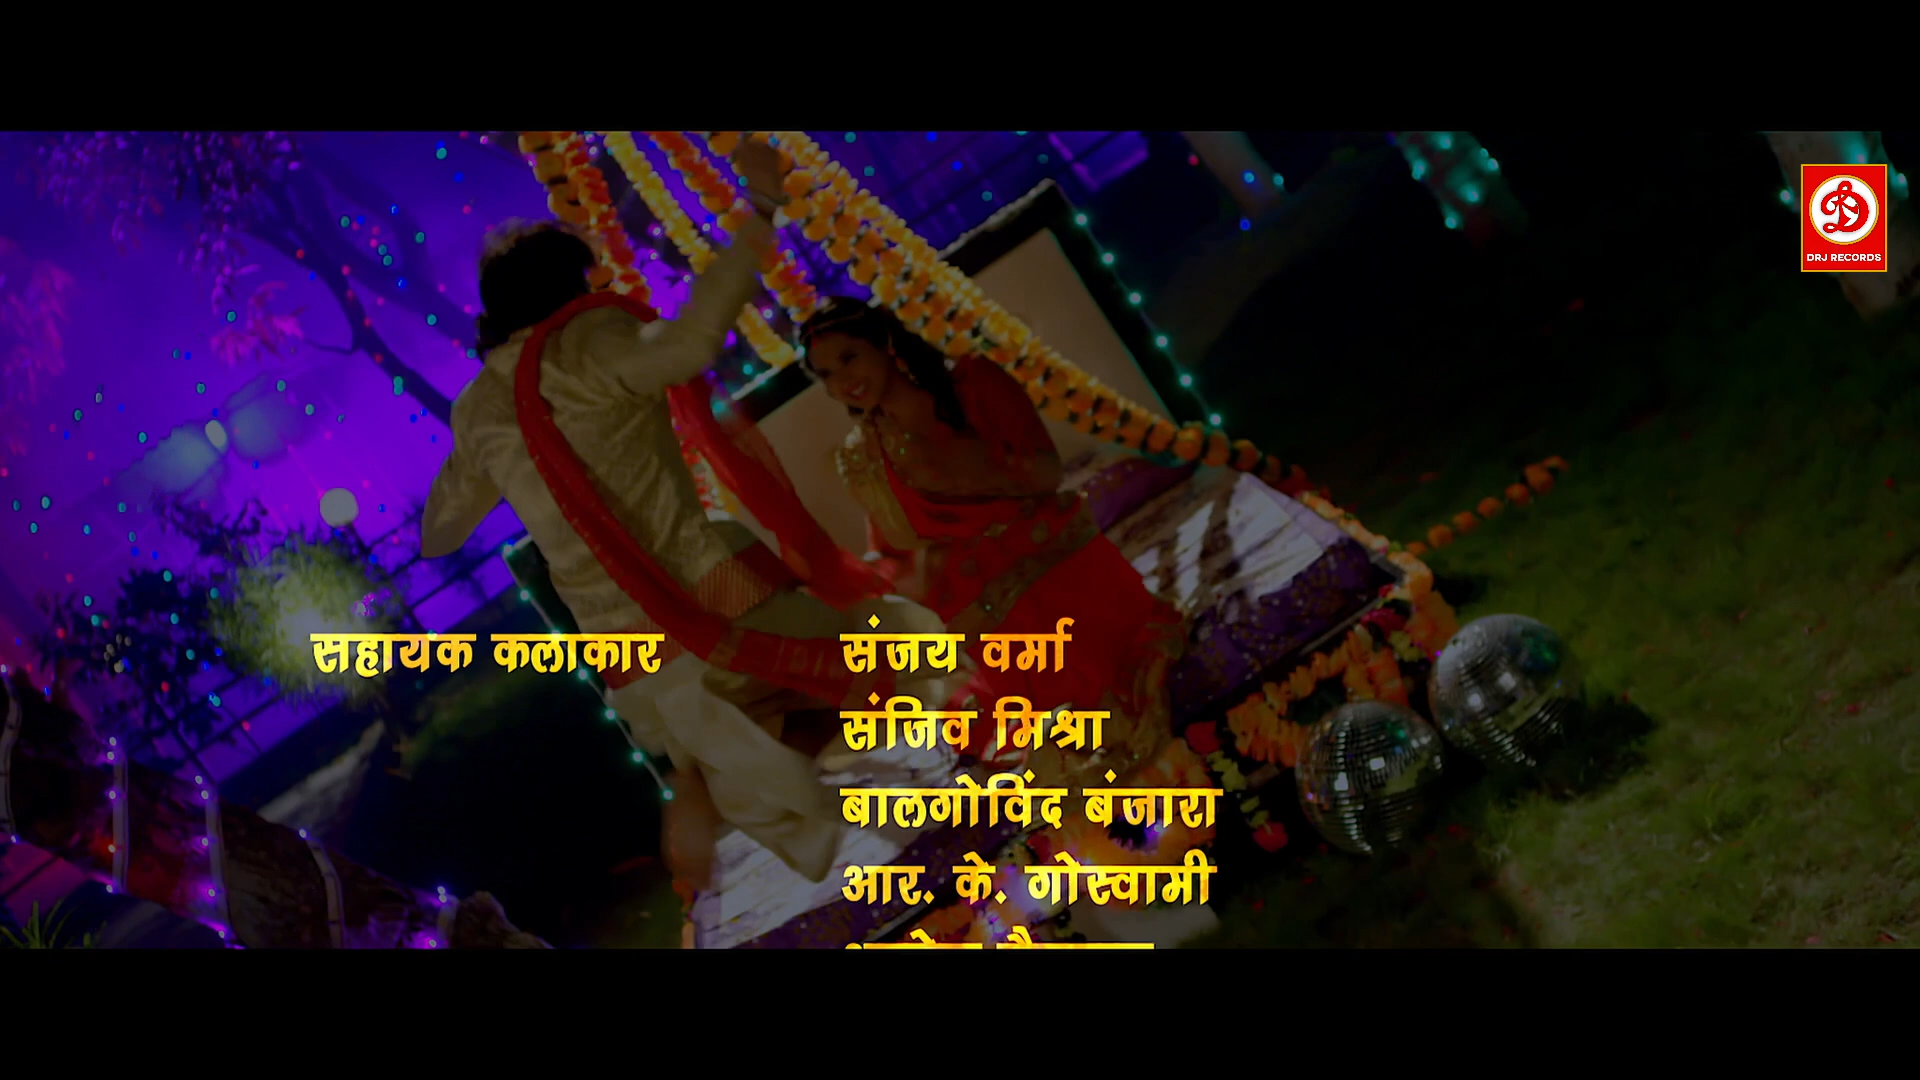 DRJ RECORDS
सहायक कलाकार संजय वर्मा
संजिव मिश्रा
बालगोविंद बंजारा
आर. के. गोस्वामी